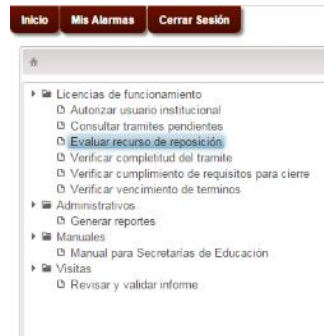 Inicio Mis Alarmas Cerrar Sesión
Licencias de funcionamiento
Autorizar usuario institucional
Consultar tramites pendientes
Evaluar recurso de reposición
Verificar completitud del tramite
Verificar cumplimiento de requisitos para cierre
Verificar vencimiento de terminos
Administrativos
Generar reportes
Manuales
Manual para Secretarías de Educación
Visitas
Revisar y validar informe